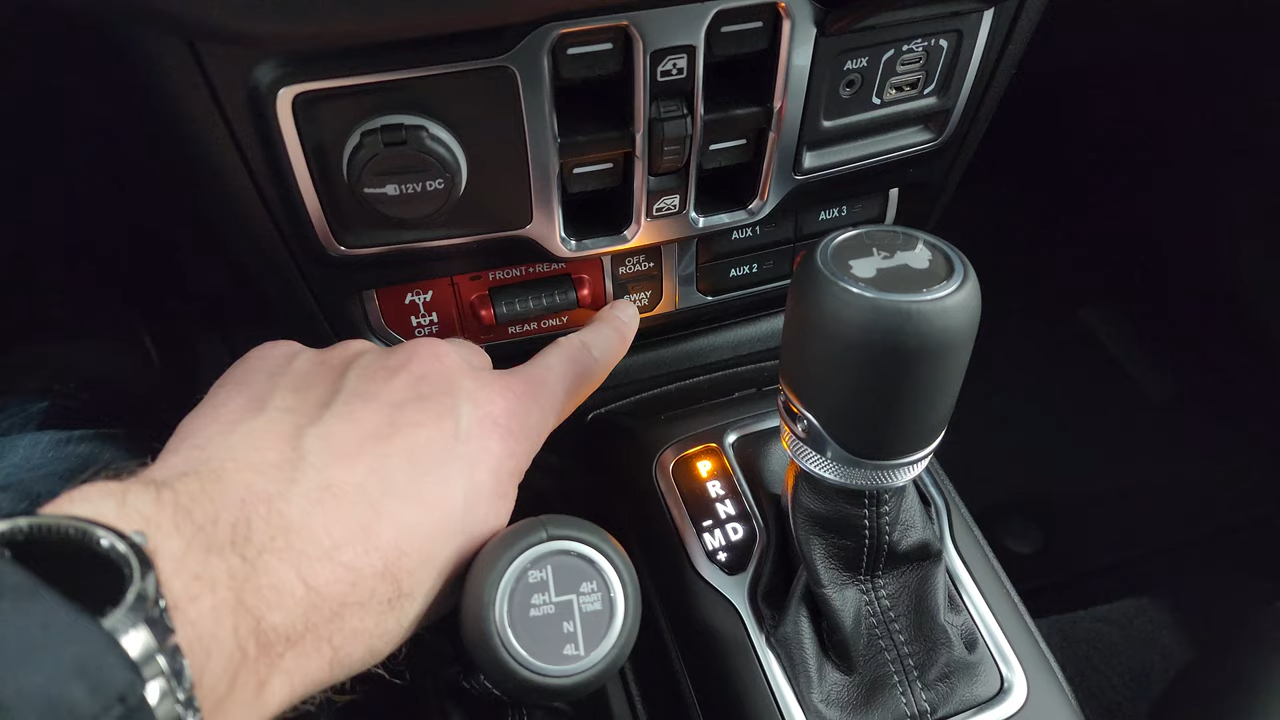 12V DC
AUX
1
AUX 1
AUX 2
AUX 3
FRONT+REAR
REAR ONLY
OFF
OFF
ROAD+
SWAY
BAR
P
R
N
D
-
M
+
2H
4H
AUTO
4H
PART
TIME
N
4L